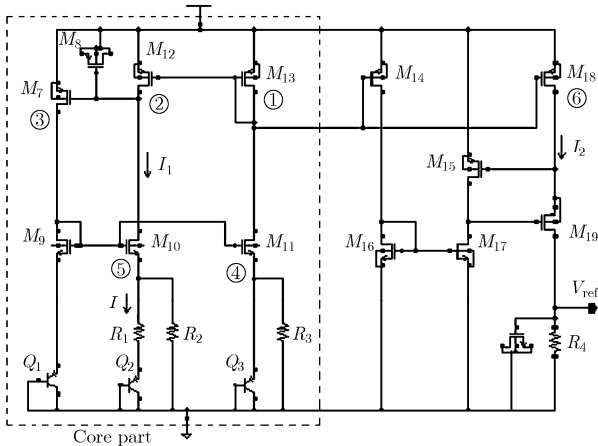 M8
M12
M7
M13
M14
M18
③
②
①
⑥
I1
M15
I2
M9
M10
M11
M16
M17
M19
⑤
④
I
Vref
R1
R2
R3
R4
Q1
Q2
Q3
Core part